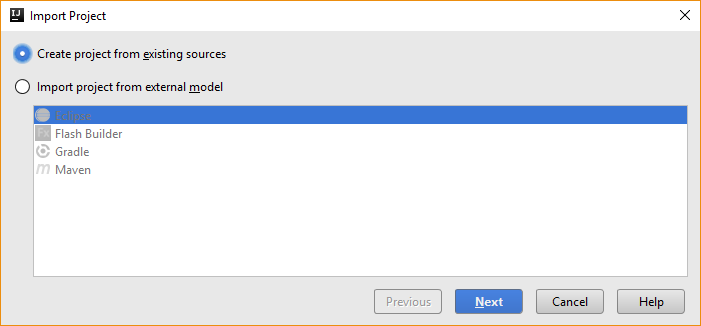 IJ Import Project
Create project from existing sources
Import project from external model
Eclipse
Fx Flash Builder
Gradle
m Maven
Previous Next Cancel Help